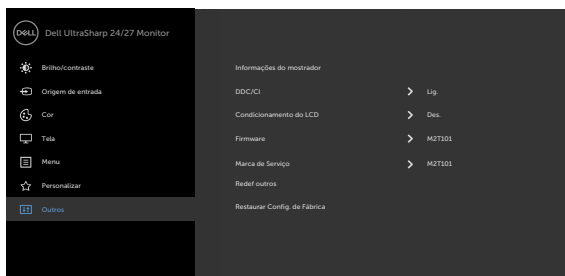 DELL Dell UltraSharp 24/27 Monitor
Brilho/contraste
Informações do mostrador
Origem de entrada
DDC/CI > Lig.
Cor
Condicionamento do LCD > Des.
Tela
Firmware > M2T101
Menu
Marca de Serviço > M2T101
Personalizar
Redef outros
Outros
Restaurar Config. de Fábrica